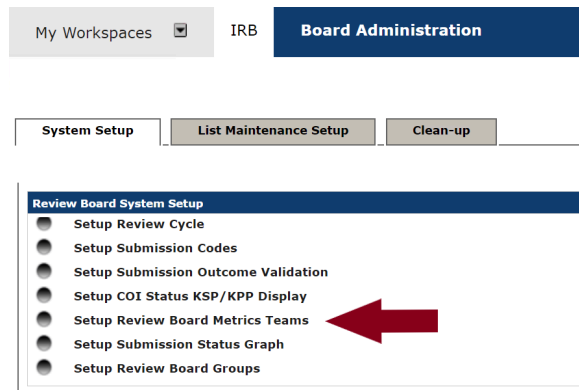 My Workspaces IRB Board Administration
System Setup List Maintenance Setup Clean-up
Review Board System Setup
Setup Review Cycle
Setup Submission Codes
Setup Submission Outcome Validation
Setup COI Status KSP/KPP Display
Setup Review Board Metrics Teams
Setup Submission Status Graph
Setup Review Board Groups